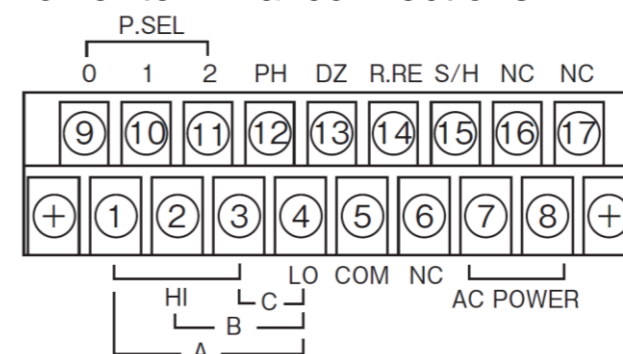 P.SEL
0 1 2 PH DZ R.RE S/H NC NC
9 10 11 12 13 14 15 16 17
+ 1 2 3 4 5 6 7 8 +
LO COM NC
HI C AC POWER
B
A